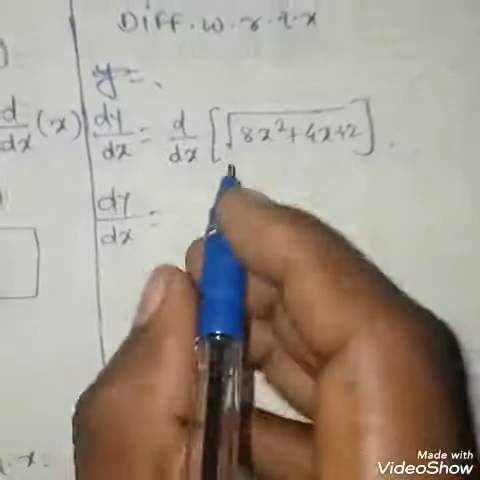 Diff. w. r. t. x
y=.
d/dx (x)
dy/dx = d/dx [√8x²+4x+2].
dy/dx =
x.
Made with
VideoShow